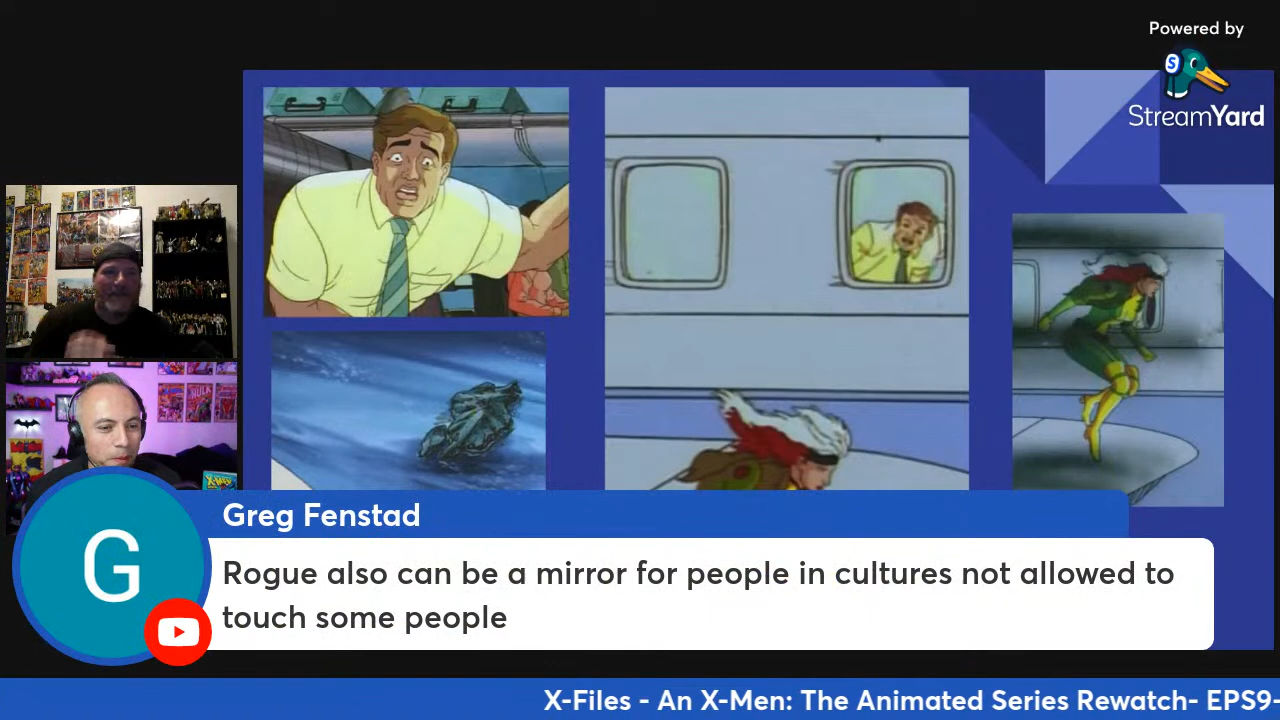 Powered by
StreamYard
Greg Fenstad
G
Rogue also can be a mirror for people in cultures not allowed to
touch some people
X-Files - An X-Men: The Animated Series Rewatch- EPS9-